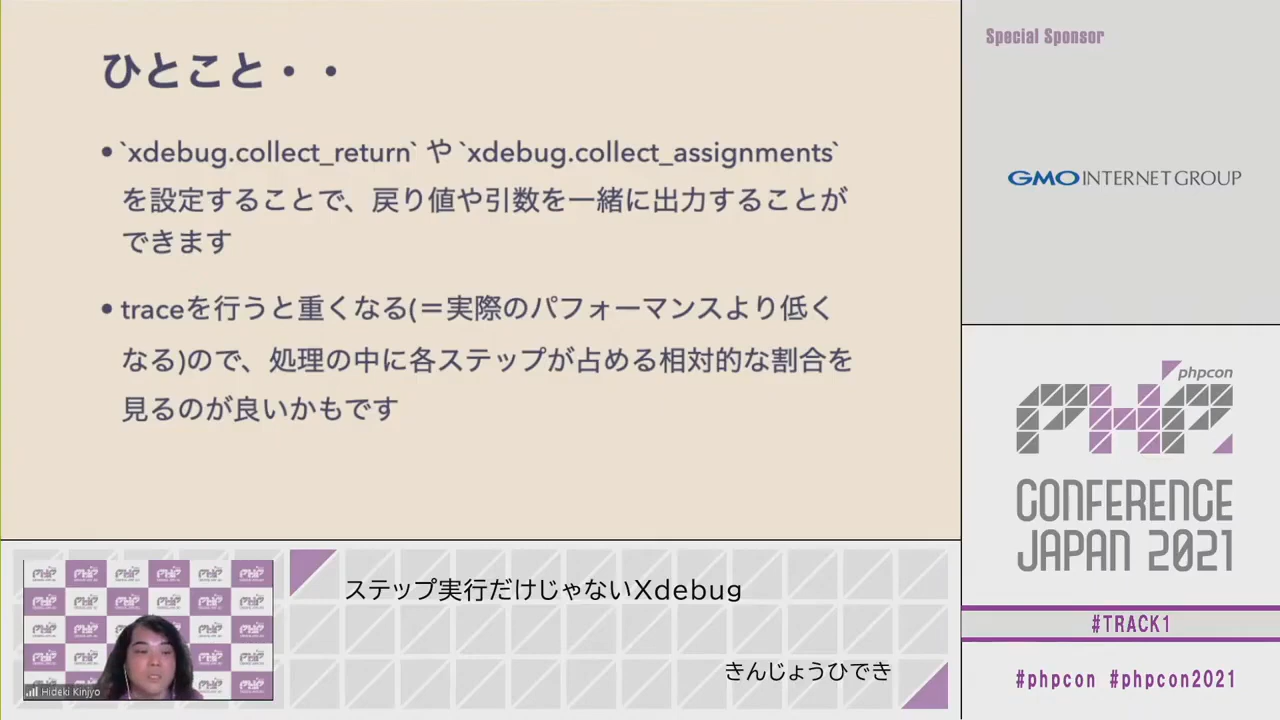 ひとこと・・
•`xdebug.collect_return` や `xdebug.collect_assignments`
を設定することで、戻り値や引数を一緒に出力することが
できます
•traceを行うと重くなる(＝実際のパフォーマンスより低く
なる)ので、処理の中に各ステップが占める相対的な割合を
見るのが良いかもです
Special Sponsor
GMO INTERNET GROUP
phpcon
PHP
CONFERENCE
JAPAN 2021
#TRACK1
#phpcon #phpcon2021
ステップ実行だけじゃないXdebug
きんじょうひでき
Hideki Kinjyo